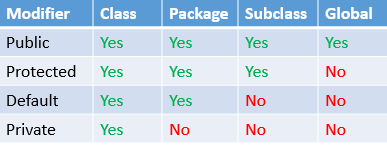 Modifier Class Package Subclass Global
Public Yes Yes Yes Yes
Protected Yes Yes Yes No
Default Yes Yes No No
Private Yes No No No